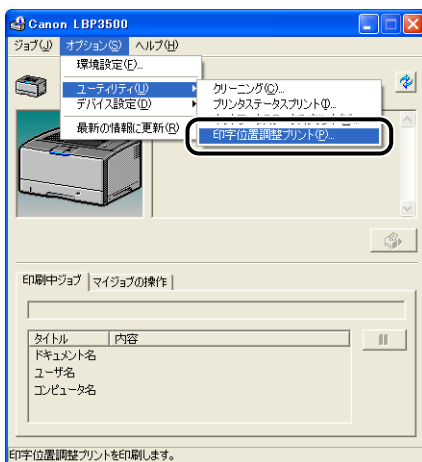 Canon LBP3500
ジョブ(J) オプション(S) ヘルプ(H)
環境設定(F)...
ユーティリティ(U)
デバイス設定(D)
最新の情報に更新(R)
クリーニング(C)...
プリンタステータスプリント(I)...
印字位置調整プリント(P)...
印刷中ジョブ マイジョブの操作
タイトル 内容
ドキュメント名
ユーザ名
コンピュータ名
印字位置調整プリントを印刷します。